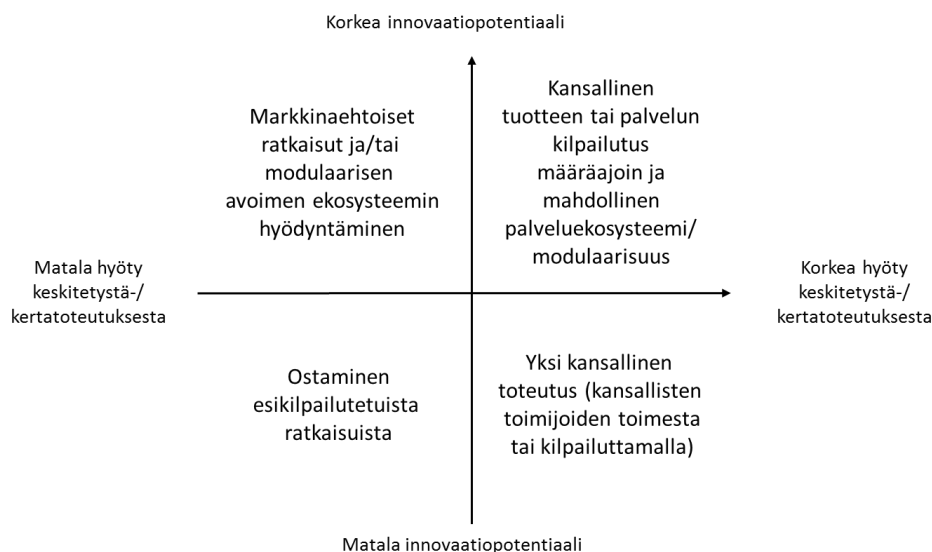 Korkea innovaatiopotentiaali
Markkinaehtoiset
ratkaisut ja/tai
modulaarisen
avoimen ekosysteemin
hyödyntäminen
Kansallinen
tuotteen tai palvelun
kilpailutus
määräajoin ja
mahdollinen
palveluekosysteemi/
modulaarisuus
Matala hyöty
keskitetystä-/
kertatoteutuksesta
Korkea hyöty
keskitetystä-/
kertatoteutuksesta
Ostaminen
esikilpailutetuista
ratkaisuista
Yksi kansallinen
toteutus (kansallisten
toimijoiden toimesta
tai kilpailuttamalla)
Matala innovaatiopotentiaali